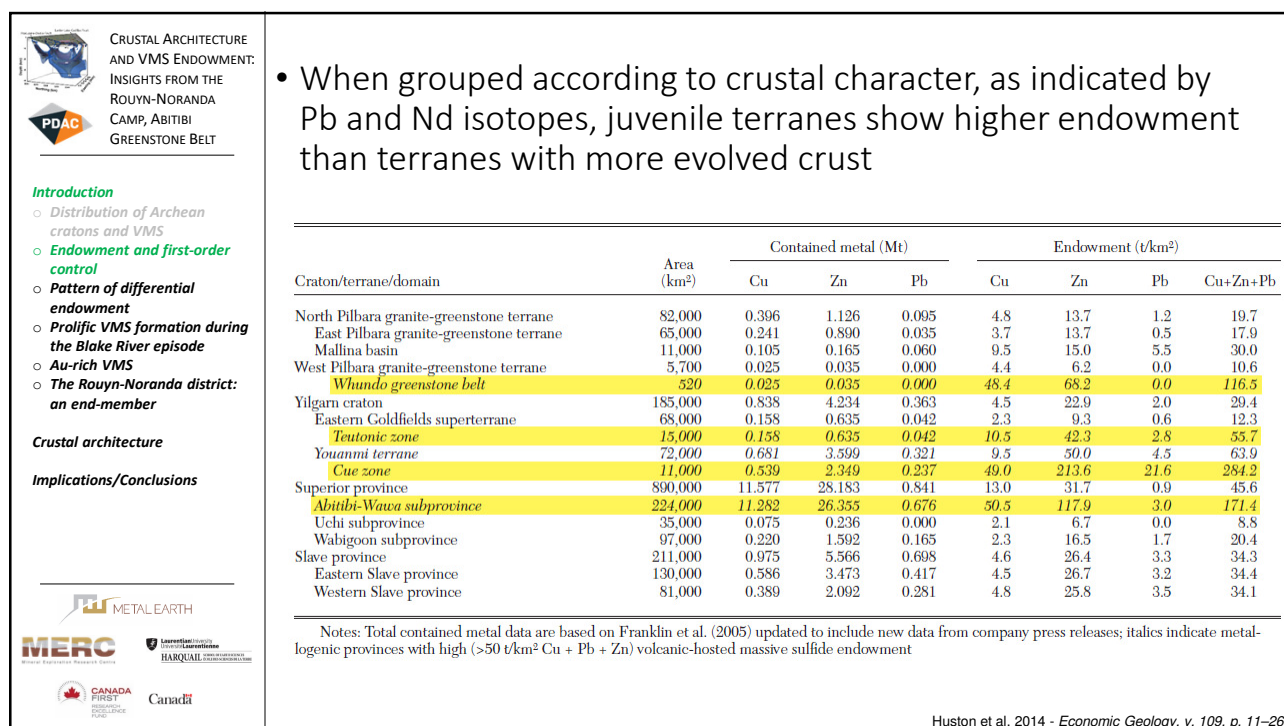 CRUSTAL ARCHITECTURE
AND VMS ENDOWMENT:
INSIGHTS FROM THE
ROUYN-NORANDA
CAMP, ABITIBI
GREENSTONE BELT
PDAC
Introduction
o Distribution of Archean
cratons and VMS
o Endowment and first-order
control
o Pattern of differential
endowment
o Prolific VMS formation during
the Blake River episode
o Au-rich VMS
o The Rouyn-Noranda district:
an end-member
Crustal architecture
Implications/Conclusions
METAL EARTH
MERC
Mineral Exploration Research Centre
LaurentianUniversity
UniversitéLaurentienne
HARQUAIL
CANADA
FIRST
RESEARCH
EXCELLENCE
FUND
Canada
• When grouped according to crustal character, as indicated by
Pb and Nd isotopes, juvenile terranes show higher endowment
than terranes with more evolved crust
Contained metal (Mt) Endowment (t/km²)
Craton/terrane/domain Area (km²) Cu Zn Pb Cu Zn Pb Cu+Zn+Pb
North Pilbara granite-greenstone terrane 82,000 0.396 1.126 0.095 4.8 13.7 1.2 19.7
East Pilbara granite-greenstone terrane 65,000 0.241 0.890 0.035 3.7 13.7 0.5 17.9
Mallina basin 11,000 0.105 0.165 0.060 9.5 15.0 5.5 30.0
West Pilbara granite-greenstone terrane 5,700 0.025 0.035 0.000 4.4 6.2 0.0 10.6
Whundo greenstone belt 520 0.025 0.035 0.000 48.4 68.2 0.0 116.5
Yilgarn craton 185,000 0.838 4.234 0.363 4.5 22.9 2.0 29.4
Eastern Goldfields superterrane 68,000 0.158 0.635 0.042 2.3 9.3 0.6 12.3
Teutonic zone 15,000 0.158 0.635 0.042 10.5 42.3 2.8 55.7
Youanmi terrane 72,000 0.681 3.599 0.321 9.5 50.0 4.5 63.9
Cue zone 11,000 0.539 2.349 0.237 49.0 213.6 21.6 284.2
Superior province 890,000 11.577 28.183 0.841 13.0 31.7 0.9 45.6
Abitibi-Wawa subprovince 224,000 11.282 26.355 0.676 50.5 117.9 3.0 171.4
Uchi subprovince 35,000 0.075 0.236 0.000 2.1 6.7 0.0 8.8
Wabigoon subprovince 97,000 0.220 1.592 0.165 2.3 16.5 1.7 20.4
Slave province 211,000 0.975 5.566 0.698 4.6 26.4 3.3 34.3
Eastern Slave province 130,000 0.586 3.473 0.417 4.5 26.7 3.2 34.4
Western Slave province 81,000 0.389 2.092 0.281 4.8 25.8 3.5 34.1
Notes: Total contained metal data are based on Franklin et al. (2005) updated to include new data from company press releases; italics indicate metal-
logenic provinces with high (>50 t/km² Cu + Pb + Zn) volcanic-hosted massive sulfide endowment
Huston et al. 2014 - Economic Geology, v. 109, p. 11–26